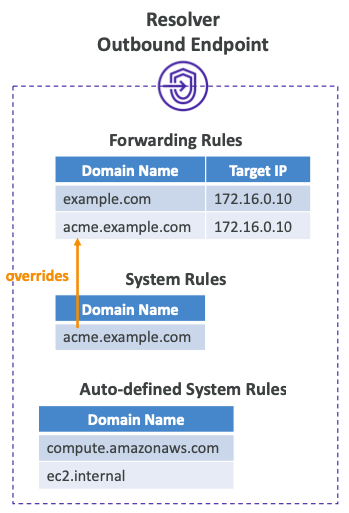 Resolver
Outbound Endpoint
Forwarding Rules
Domain Name Target IP
example.com 172.16.0.10
acme.example.com 172.16.0.10
overrides
System Rules
Domain Name
acme.example.com
Auto-defined System Rules
Domain Name
compute.amazonaws.com
ec2.internal